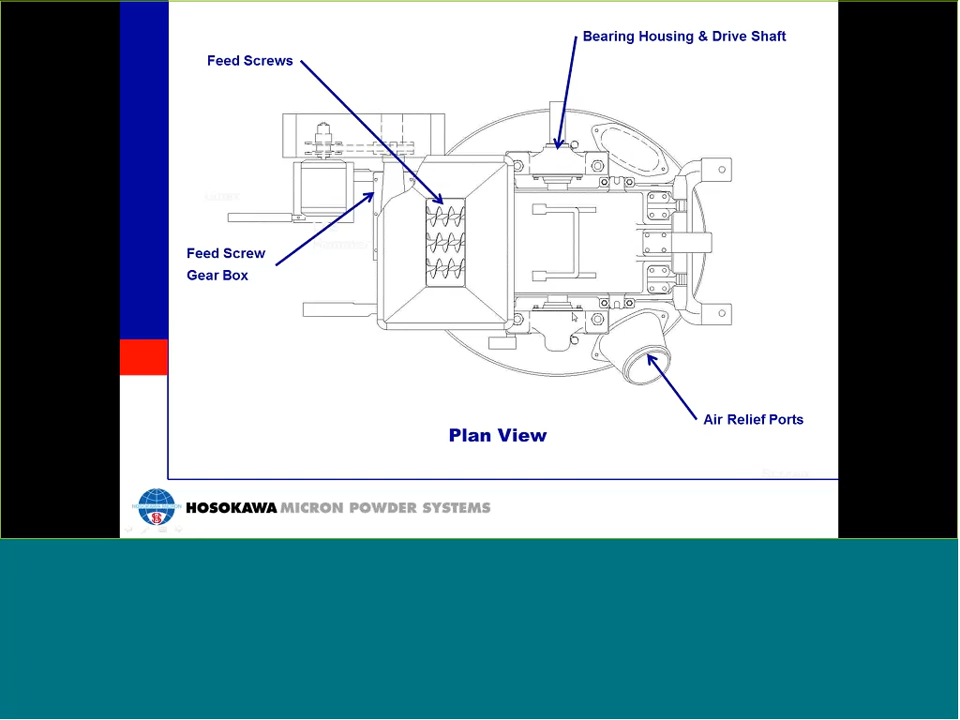 Bearing Housing & Drive Shaft
Feed Screws
Feed Screw
Gear Box
Air Relief Ports
Plan View
HOSOKAWA MICRON POWDER SYSTEMS